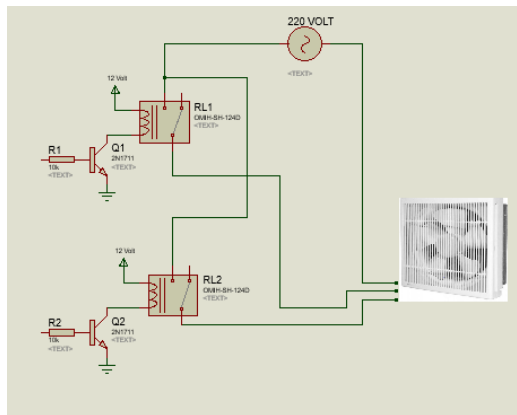 220 VOLT
<TEXT>
12 Volt
RL1
OMIH-SH-124D
<TEXT>
R1
10k
<TEXT>
Q1
2N1711
<TEXT>
12 Volt
RL2
OMIH-SH-124D
<TEXT>
R2
10k
<TEXT>
Q2
2N1711
<TEXT>